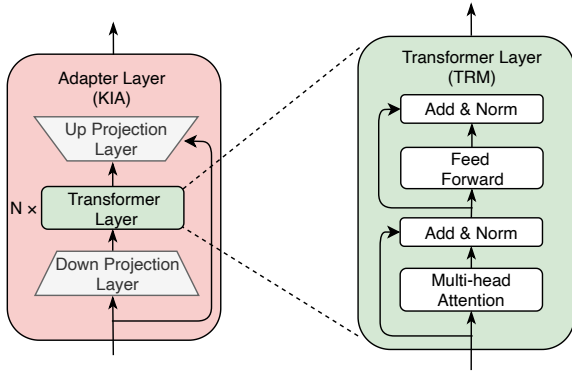 Adapter Layer
(KIA)
Up Projection
Layer
N ×
Transformer
Layer
Down Projection
Layer
Transformer Layer
(TRM)
Add & Norm
Feed
Forward
Add & Norm
Multi-head
Attention